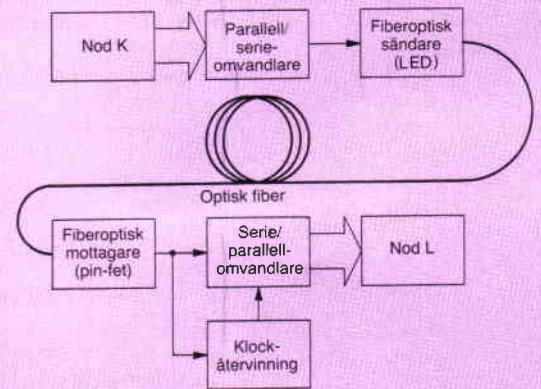 Nod K
Parallell/
serie-
omvandlare
Fiberoptisk
sändare
(LED)
Optisk fiber
Fiberoptisk
mottagare
(pin-fet)
Serie/
parallell-
omvandlare
Nod L
Klock-
återvinning